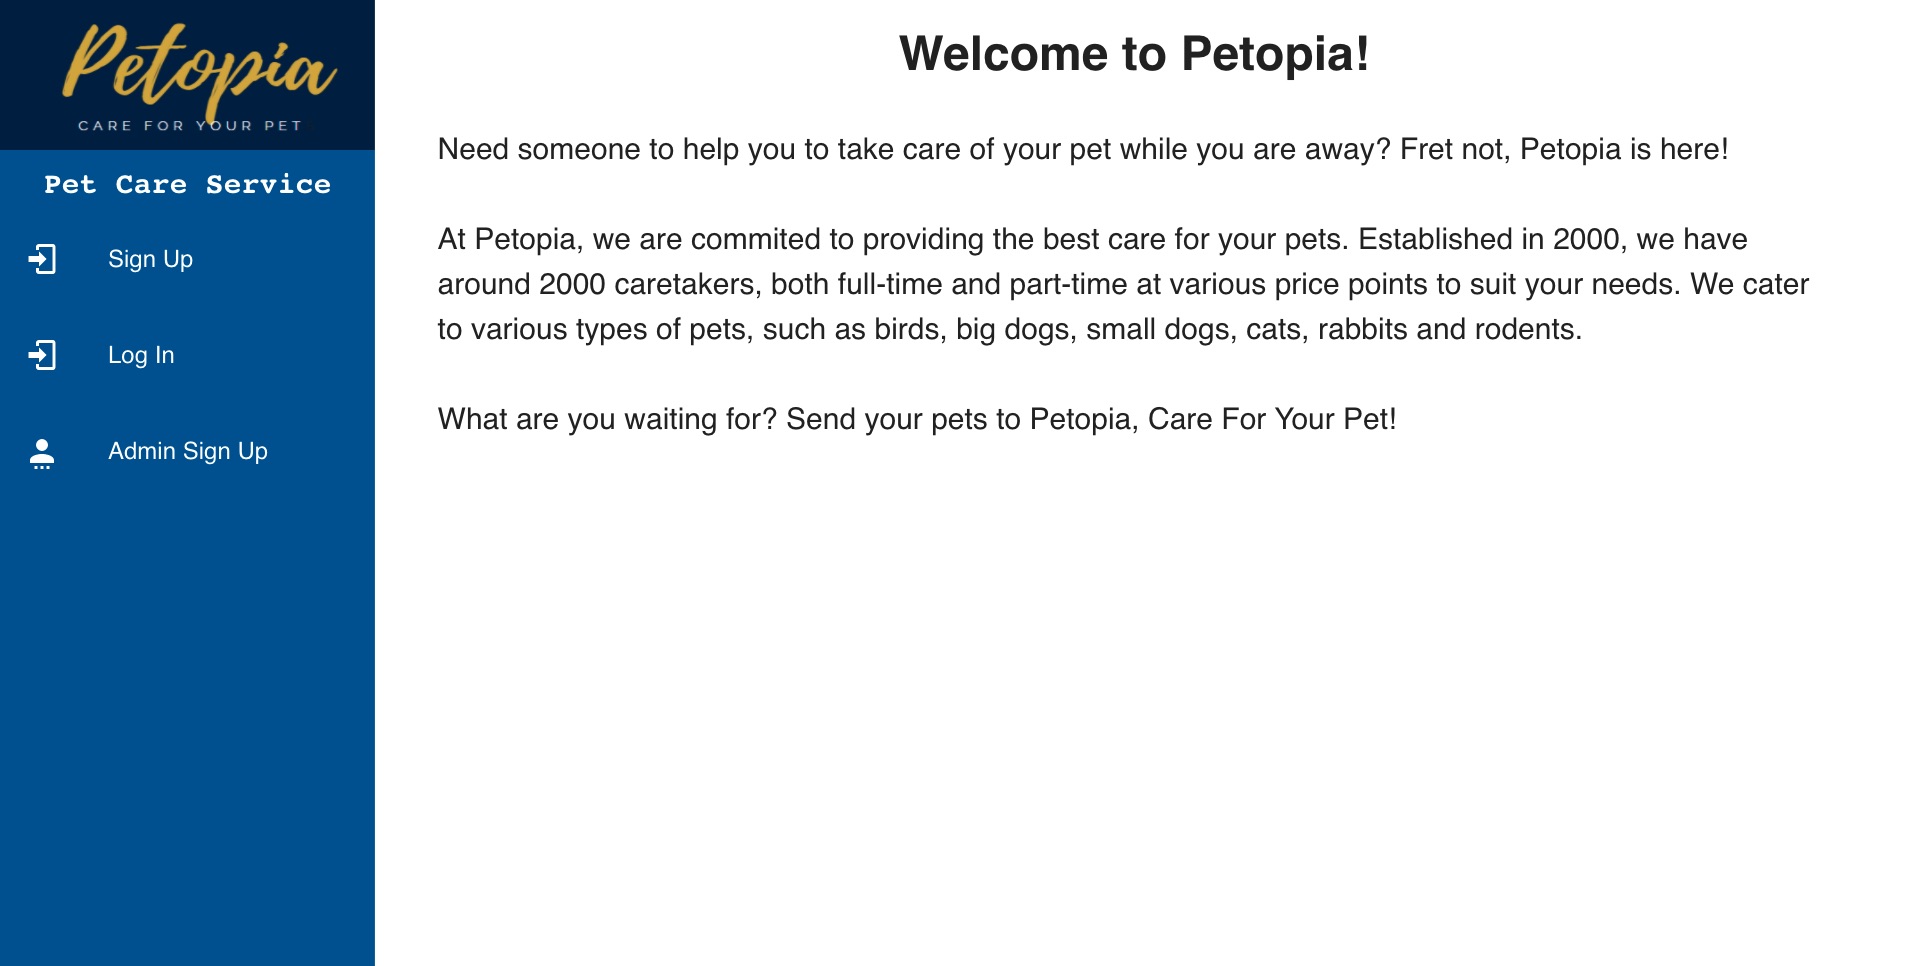 Petopia
CARE FOR YOUR PET
Pet Care Service
Sign Up
Log In
Admin Sign Up
Welcome to Petopia!
Need someone to help you to take care of your pet while you are away? Fret not, Petopia is here!
At Petopia, we are commited to providing the best care for your pets. Established in 2000, we have
around 2000 caretakers, both full-time and part-time at various price points to suit your needs. We cater
to various types of pets, such as birds, big dogs, small dogs, cats, rabbits and rodents.
What are you waiting for? Send your pets to Petopia, Care For Your Pet!